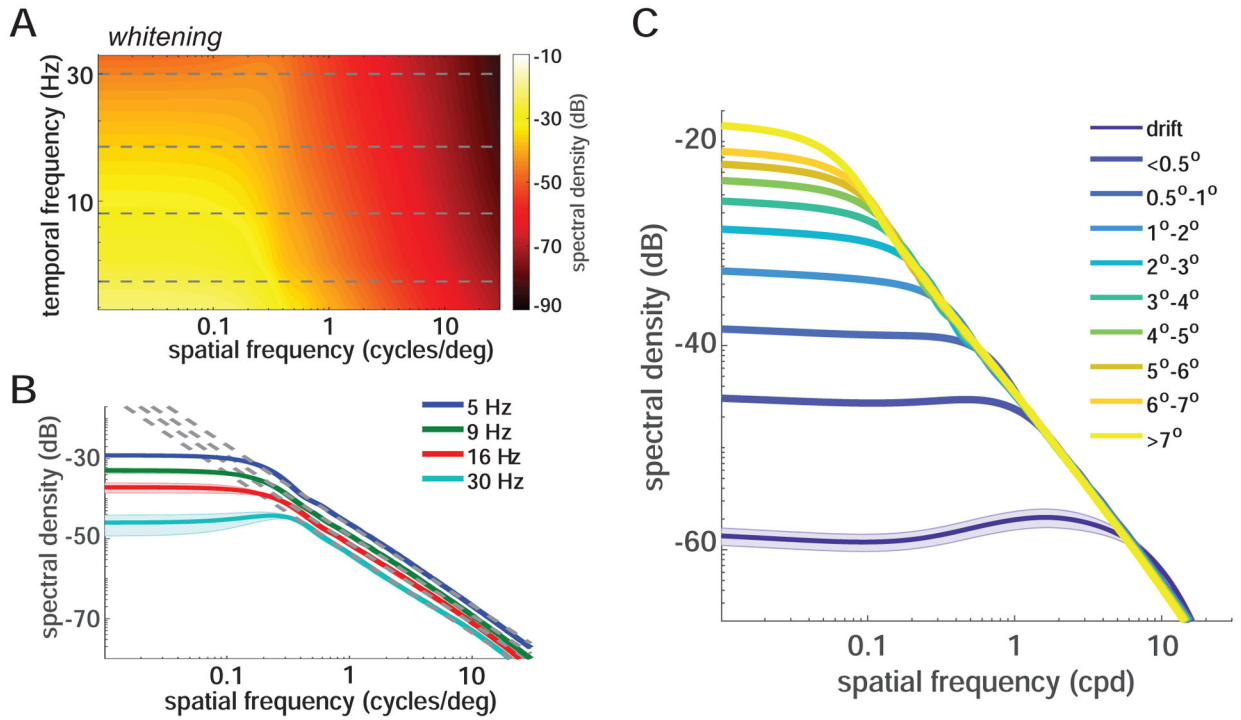 A
whitening
temporal frequency (Hz)
30
10
0.1 1 10
spatial frequency (cycles/deg)
-10
-30
-50
-70
-90
spectral density (dB)
B
spectral density (dB)
-30
-50
-70
0.1 1 10
spatial frequency (cycles/deg)
5 Hz
9 Hz
16 Hz
30 Hz
C
spectral density (dB)
-20
-40
-60
0.1 1 10
spatial frequency (cpd)
drift
<0.5°
0.5°-1°
1°-2°
2°-3°
3°-4°
4°-5°
5°-6°
6°-7°
>7°